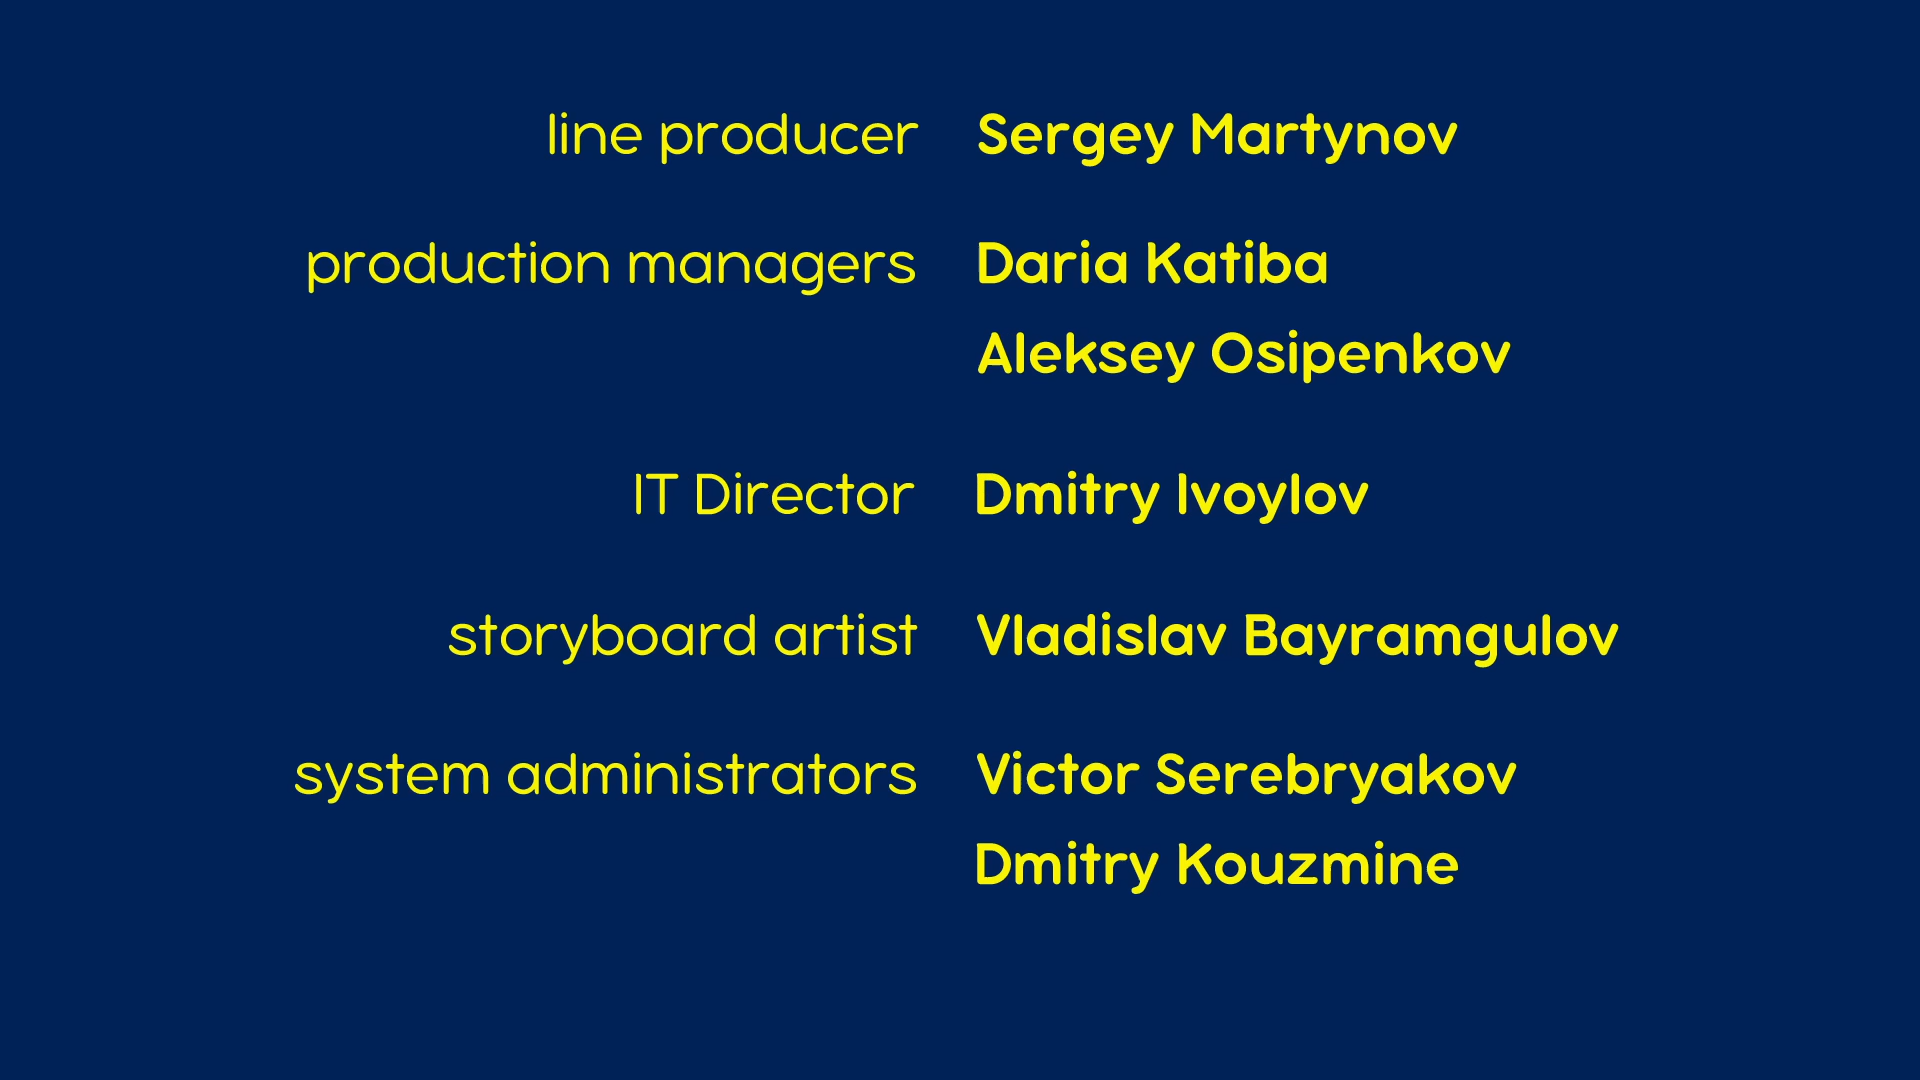 line producer Sergey Martynov
production managers Daria Katiba
Aleksey Osipenkov
IT Director Dmitry Ivoylov
storyboard artist Vladislav Bayramgulov
system administrators Victor Serebryakov
Dmitry Kouzmine